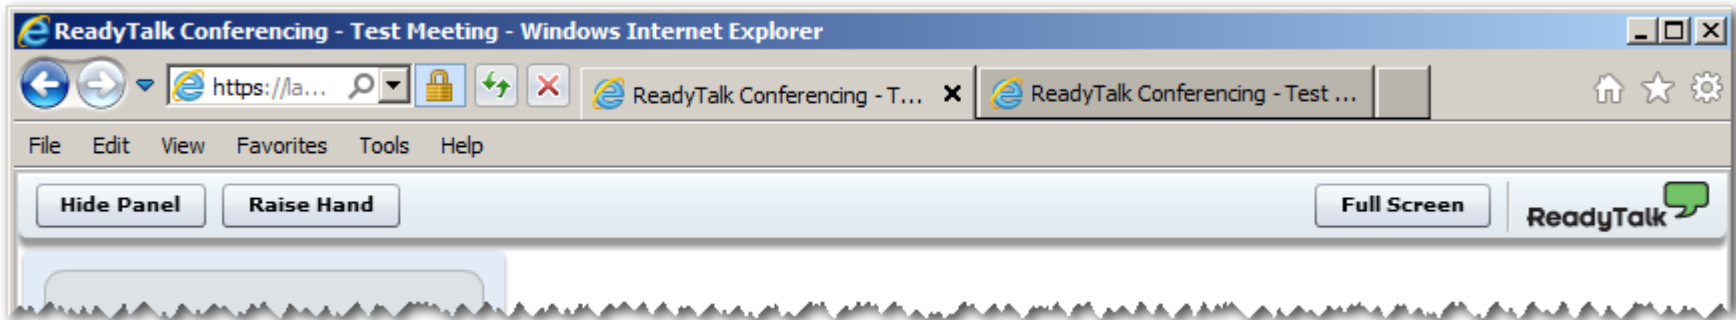 ReadyTalk Conferencing - Test Meeting - Windows Internet Explorer
https://la... ReadyTalk Conferencing - T... ReadyTalk Conferencing - Test ...
File Edit View Favorites Tools Help
Hide Panel Raise Hand Full Screen ReadyTalk